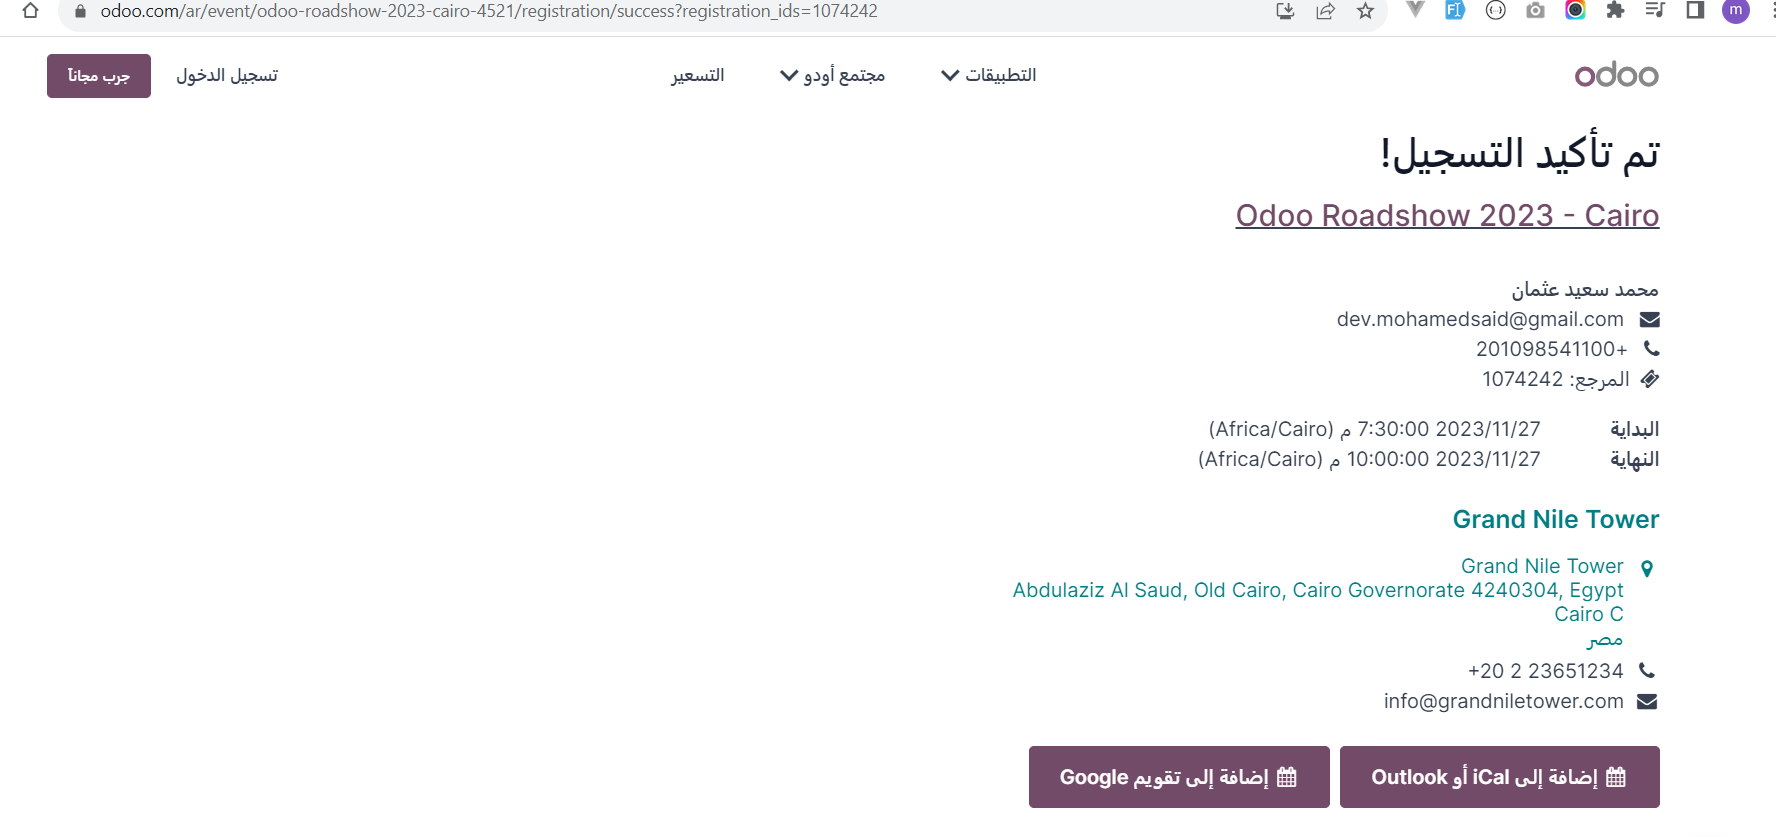 odoo.com/ar/event/odoo-roadshow-2023-cairo-4521/registration/success?registration_ids=1074242
m
odoo
التطبيقات
مجتمع أودو
التسعير
تسجيل الدخول
جرب مجاناً
تم تأكيد التسجيل!
Odoo Roadshow 2023 - Cairo
محمد سعيد عثمان
dev.mohamedsaid@gmail.com
201098541100+
المرجع: 1074242
البداية 2023/11/27 7:30:00 م (Africa/Cairo)
النهاية 2023/11/27 10:00:00 م (Africa/Cairo)
Grand Nile Tower
Grand Nile Tower
Abdulaziz Al Saud, Old Cairo, Cairo Governorate 4240304, Egypt
Cairo C
مصر
+20 2 23651234
info@grandniletower.com
إضافة إلى iCal أو Outlook
إضافة إلى تقويم Google